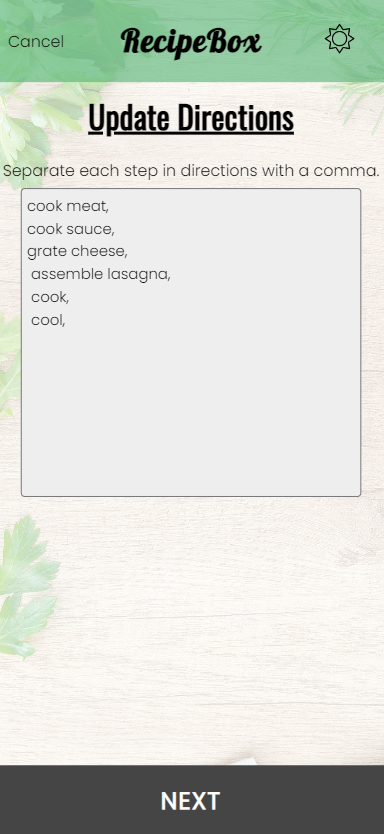 Cancel
RecipeBox
Update Directions
Separate each step in directions with a comma.
cook meat,
cook sauce,
grate cheese,
assemble lasagna,
cook,
cool,
NEXT